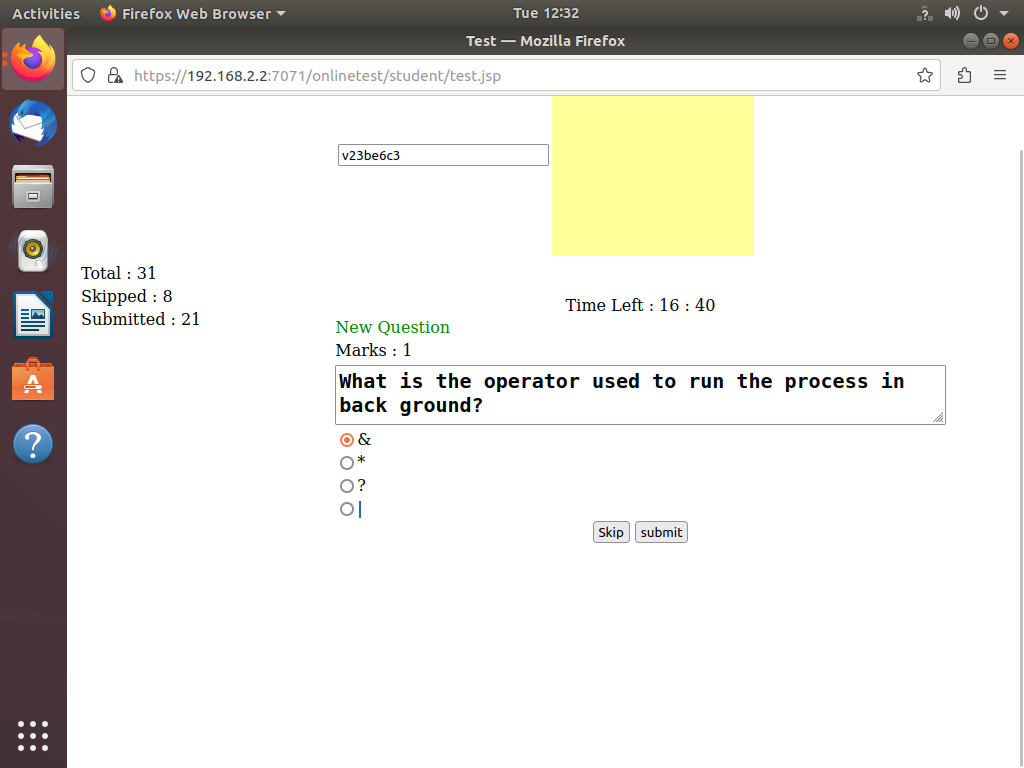 Activities Firefox Web Browser Tue 12:32
Test — Mozilla Firefox
https://192.168.2.2:7071/onlinetest/student/test.jsp
v23be6c3
Total : 31
Skipped : 8
Submitted : 21
Time Left : 16 : 40
New Question
Marks : 1
What is the operator used to run the process in
back ground?
&
*
?
|
Skip submit